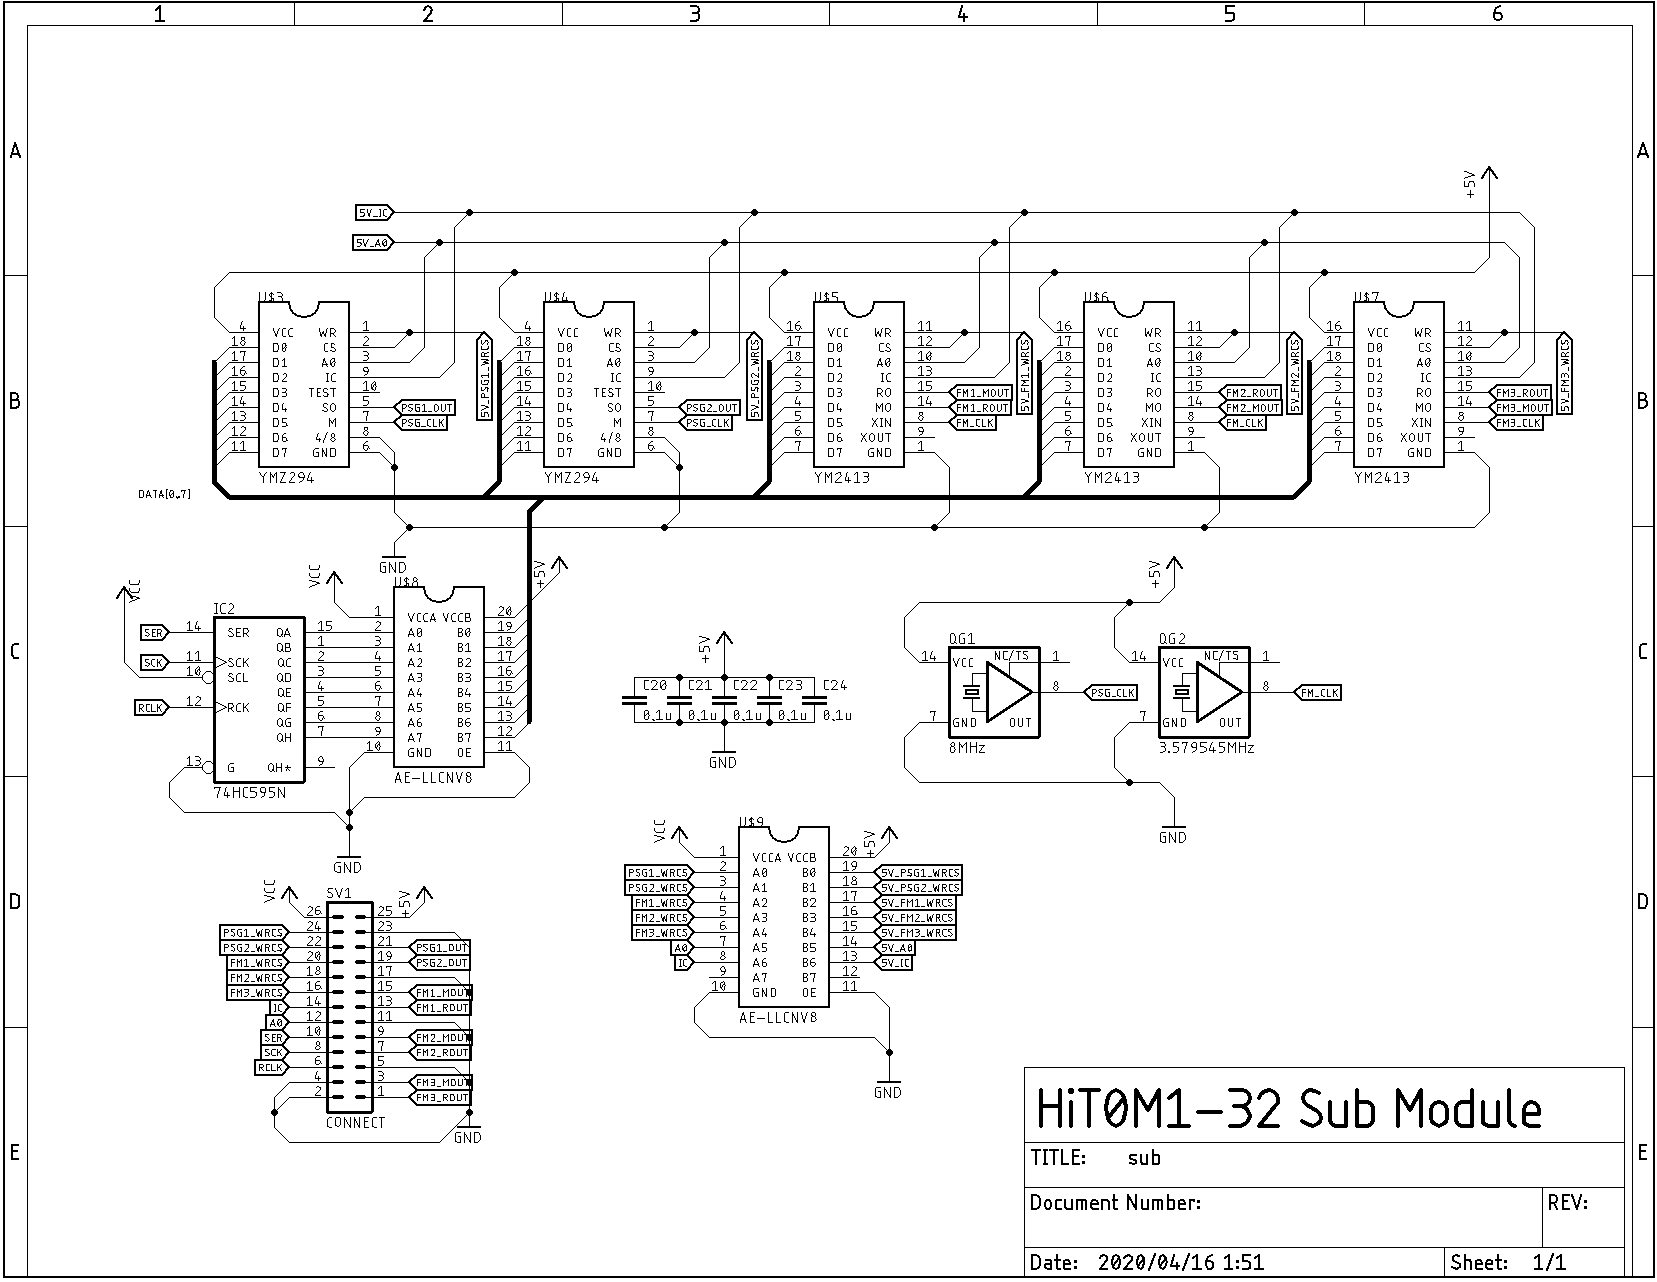 1 2 3 4 5 6
A A
+5V
5V_IC
5V_A0
B B
U$3 U$4 U$5 U$6 U$7
4 VCC WR 1
18 D0 CS 2
17 D1 A0 3
16 D2 IC 9
15 D3 TEST 10
14 D4 SO 5 PSG1_OUT
13 D5 M 7 PSG_CLK
12 D6 4/8 8
11 D7 GND 6
YMZ294
5V_PSG1_WRCS
4 VCC WR 1
18 D0 CS 2
17 D1 A0 3
16 D2 IC 9
15 D3 TEST 10
14 D4 SO 5 PSG2_OUT
13 D5 M 7 PSG_CLK
12 D6 4/8 8
11 D7 GND 6
YMZ294
5V_PSG2_WRCS
16 VCC WR 11
17 D0 CS 12
18 D1 A0 10
2 D2 IC 13
3 D3 RO 15 FM1_MOUT
4 D4 MO 14 FM1_ROUT
5 D5 XIN 8 FM_CLK
6 D6 XOUT 9
7 D7 GND 1
YM2413
5V_FM1_WRCS
16 VCC WR 11
17 D0 CS 12
18 D1 A0 10
2 D2 IC 13
3 D3 RO 15 FM2_ROUT
4 D4 MO 14 FM2_MOUT
5 D5 XIN 8 FM_CLK
6 D6 XOUT 9
7 D7 GND 1
YM2413
5V_FM2_WRCS
16 VCC WR 11
17 D0 CS 12
18 D1 A0 10
2 D2 IC 13
3 D3 RO 15 FM3_ROUT
4 D4 MO 14 FM3_MOUT
5 D5 XIN 8 FM3_CLK
6 D6 XOUT 9
7 D7 GND 1
YM2413
5V_FM3_WRCS
DATA[0..7]
GND
C C
VCC
IC2
SER 14 SER QA 15
QB 1
SCK 11 SCK QC 2
10 SCL QD 3
QE 4
RCLK 12 RCK QF 5
QG 6
QH 7
13 G QH* 9
74HC595N
VCC
U$8
+5V
1 VCCA VCCB 20
2 A0 B0 19
3 A1 B1 18
4 A2 B2 17
5 A3 B3 16
6 A4 B4 15
7 A5 B5 14
8 A6 B6 13
9 A7 B7 12
10 GND OE 11
AE-LLCNV8
GND
+5V
C20 C21 C22 C23 C24
0.1u 0.1u 0.1u 0.1u 0.1u
GND
+5V
QG1
14 VCC NC/TS 1
8 PSG_CLK
7 GND OUT
8MHz
QG2
14 VCC NC/TS 1
8 FM_CLK
7 GND OUT
3.579545MHz
GND
D D
VCC
U$9
+5V
1 VCCA VCCB 20
PSG1_WRCS 2 A0 B0 19 5V_PSG1_WRCS
PSG2_WRCS 3 A1 B1 18 5V_PSG2_WRCS
FM1_WRCS 4 A2 B2 17 5V_FM1_WRCS
FM2_WRCS 5 A3 B3 16 5V_FM2_WRCS
FM3_WRCS 6 A4 B4 15 5V_FM3_WRCS
A0 7 A5 B5 14 5V_A0
IC 8 A6 B6 13 5V_IC
9 A7 B7 12
10 GND OE 11
AE-LLCNV8
GND
VCC
SV1
+5V
26 25
PSG1_WRCS 24 23
PSG2_WRCS 22 21 PSG1_OUT
FM1_WRCS 20 19 PSG2_OUT
FM2_WRCS 18 17
FM3_WRCS 16 15 FM1_MOUT
IC 14 13 FM1_ROUT
A0 12 11
SER 10 9 FM2_MOUT
SCK 8 7 FM2_ROUT
RCLK 6 5
4 3 FM3_MOUT
2 1 FM3_ROUT
CONNECT
GND
E E
HiT0M1-32 Sub Module
TITLE: sub
Document Number:
REV:
Date: 2020/04/16 1:51
Sheet: 1/1